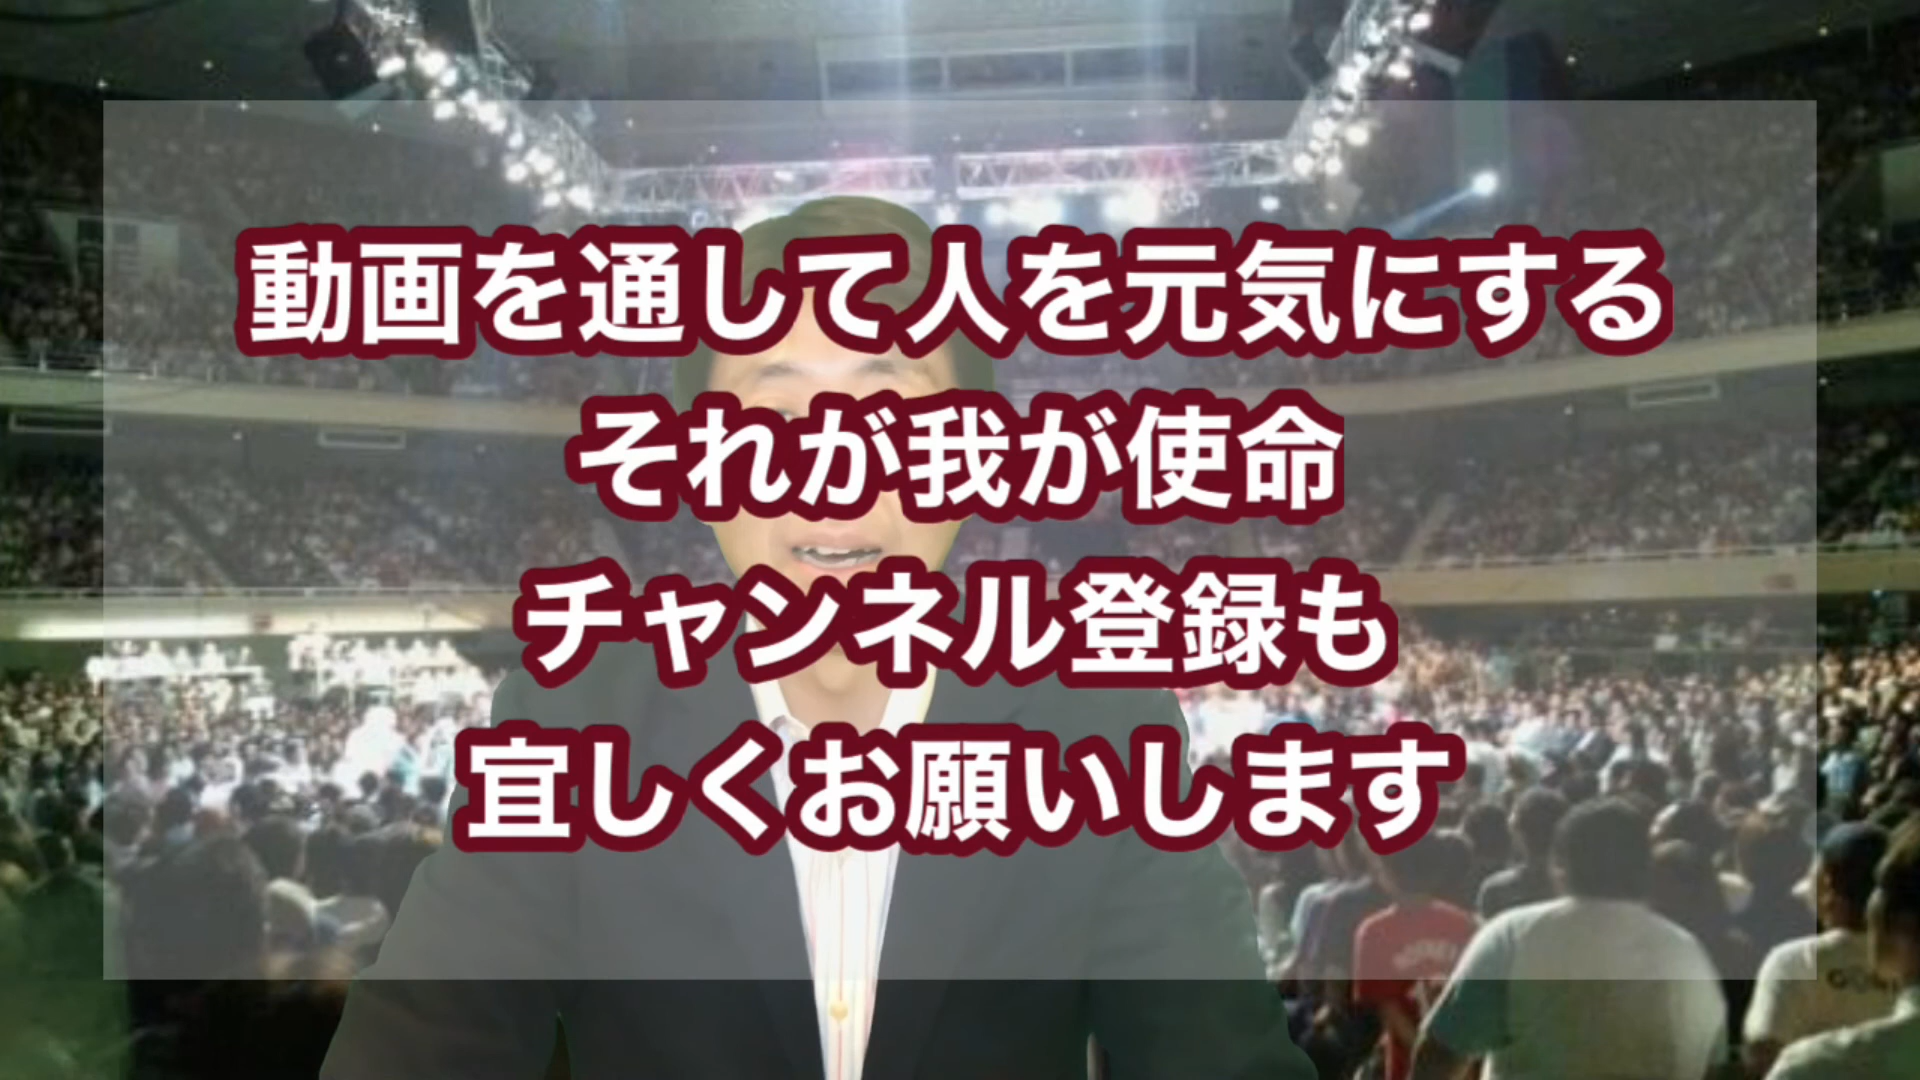 動画を通して人を元気にする
それが我が使命
チャンネル登録も
宜しくお願いします